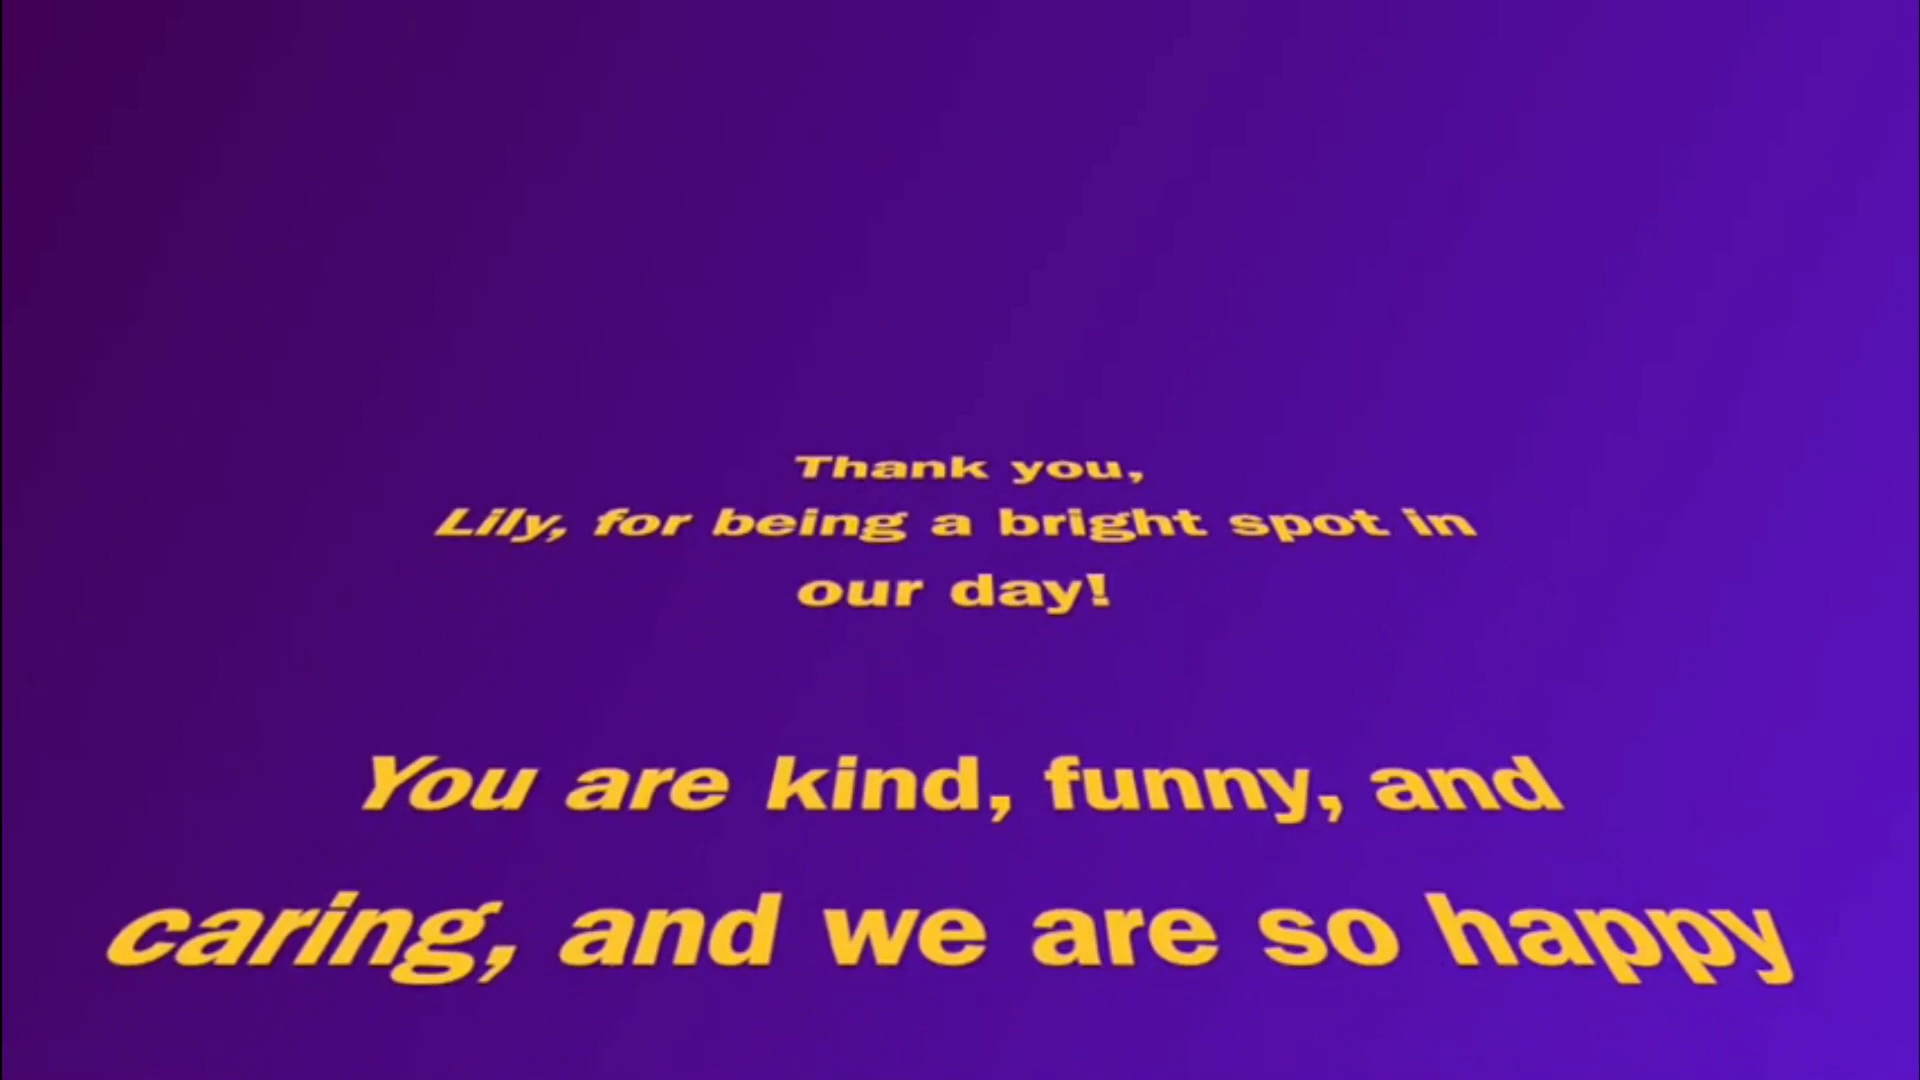 Thank you,
Lily, for being a bright spot in
our day!
You are kind, funny, and
caring, and we are so happy